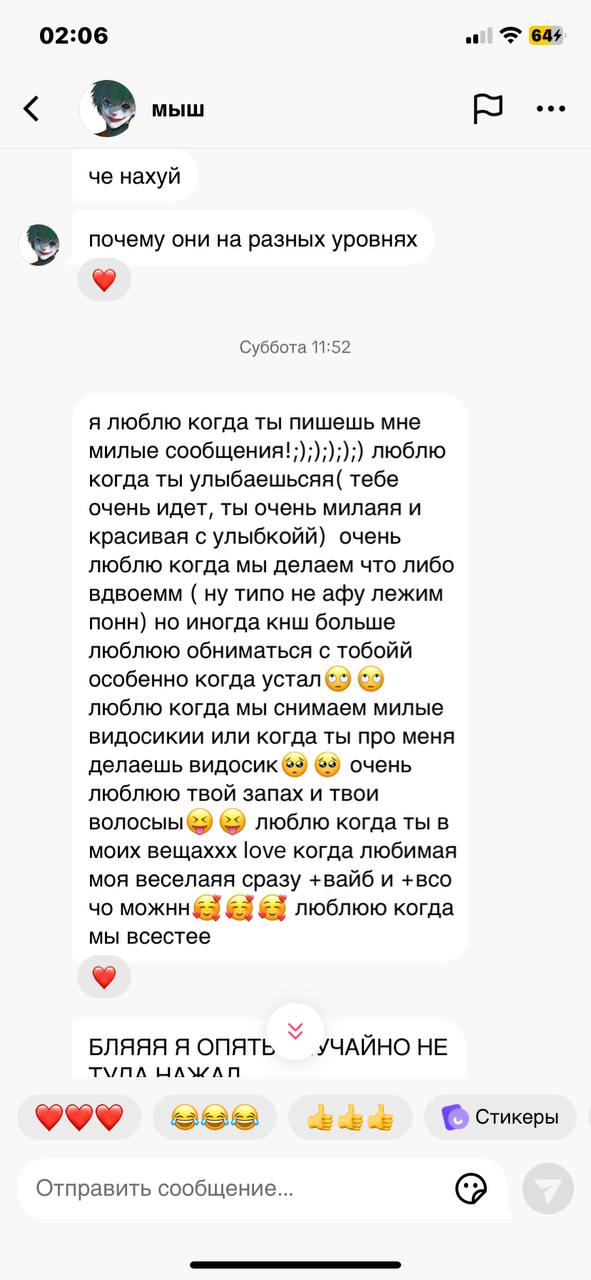 02:06
64
мыш
че нахуй
почему они на разных уровнях
Суббота 11:52
я люблю когда ты пишешь мне
милые сообщения!;);););););) люблю
когда ты улыбаешьсяя( тебе
очень идет, ты очень милаяя и
красивая с улыбкойй)  очень
люблю когда мы делаем что либо
вдвоемм ( ну типо не афу лежим
понн) но иногда кнш больше
люблюю обниматься с тобойй
особенно когда устал🙄🙄
люблю когда мы снимаем милые
видосикии или когда ты про меня
делаешь видосик🥺🥺 очень
люблюю твой запах и твои
волосыы😝😝 люблю когда ты в
моих вещаххх love когда любимая
моя веселаяя сразу +вайб и +всо
чо можнн🥰🥰🥰 люблюю когда
мы всестее
БЛЯЯЯ Я ОПЯТЬ НЕ
ТУДА НАЖАЛ
Стикеры
Отправить сообщение...